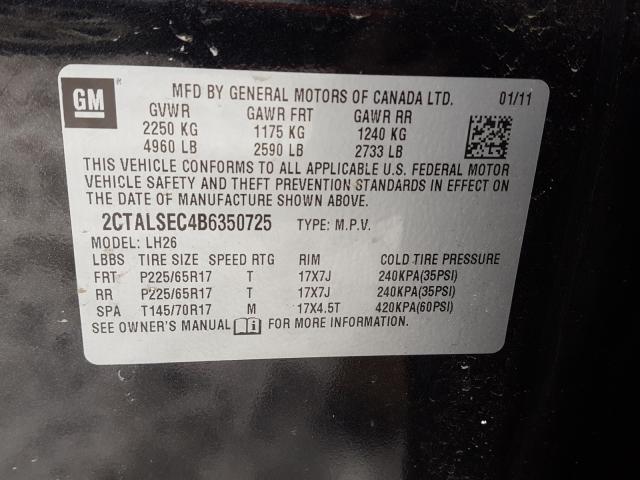 GM ®
MFD BY GENERAL MOTORS OF CANADA LTD. 01/11
GVWR GAWR FRT GAWR RR
2250 KG 1175 KG 1240 KG
4960 LB 2590 LB 2733 LB
THIS VEHICLE CONFORMS TO ALL APPLICABLE U.S. FEDERAL MOTOR
VEHICLE SAFETY AND THEFT PREVENTION STANDARDS IN EFFECT ON
THE DATE OF MANUFACTURE SHOWN ABOVE.
2CTALSEC4B6350725 TYPE: M.P.V.
MODEL: LH26
LBBS TIRE SIZE SPEED RTG RIM COLD TIRE PRESSURE
FRT P225/65R17 T 17X7J 240KPA(35PSI)
RR P225/65R17 T 17X7J 240KPA(35PSI)
SPA T145/70R17 M 17X4.5T 420KPA(60PSI)
SEE OWNER'S MANUAL FOR MORE INFORMATION.